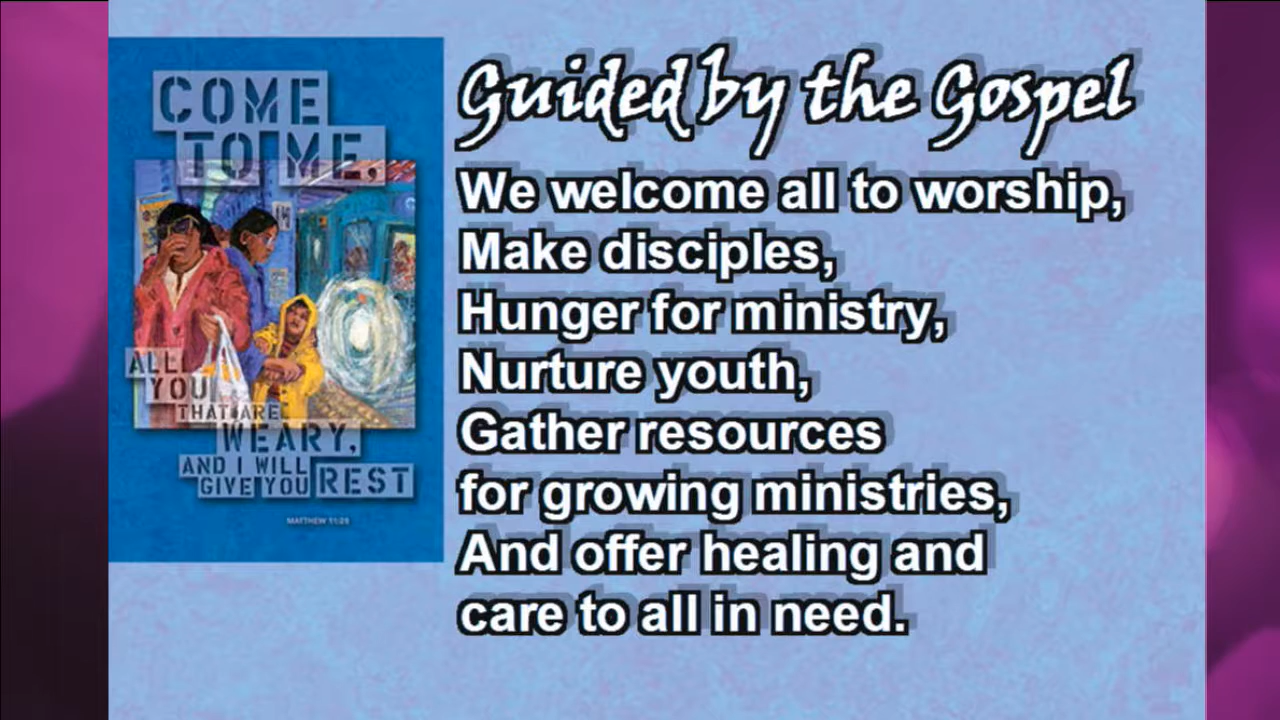 COME
TO ME,
ALL
YOU
THAT ARE
WEARY,
AND I WILL
GIVE YOU
REST
MATTHEW 11:28
Guided by the Gospel
We welcome all to worship,
Make disciples,
Hunger for ministry,
Nurture youth,
Gather resources
for growing ministries,
And offer healing and
care to all in need.